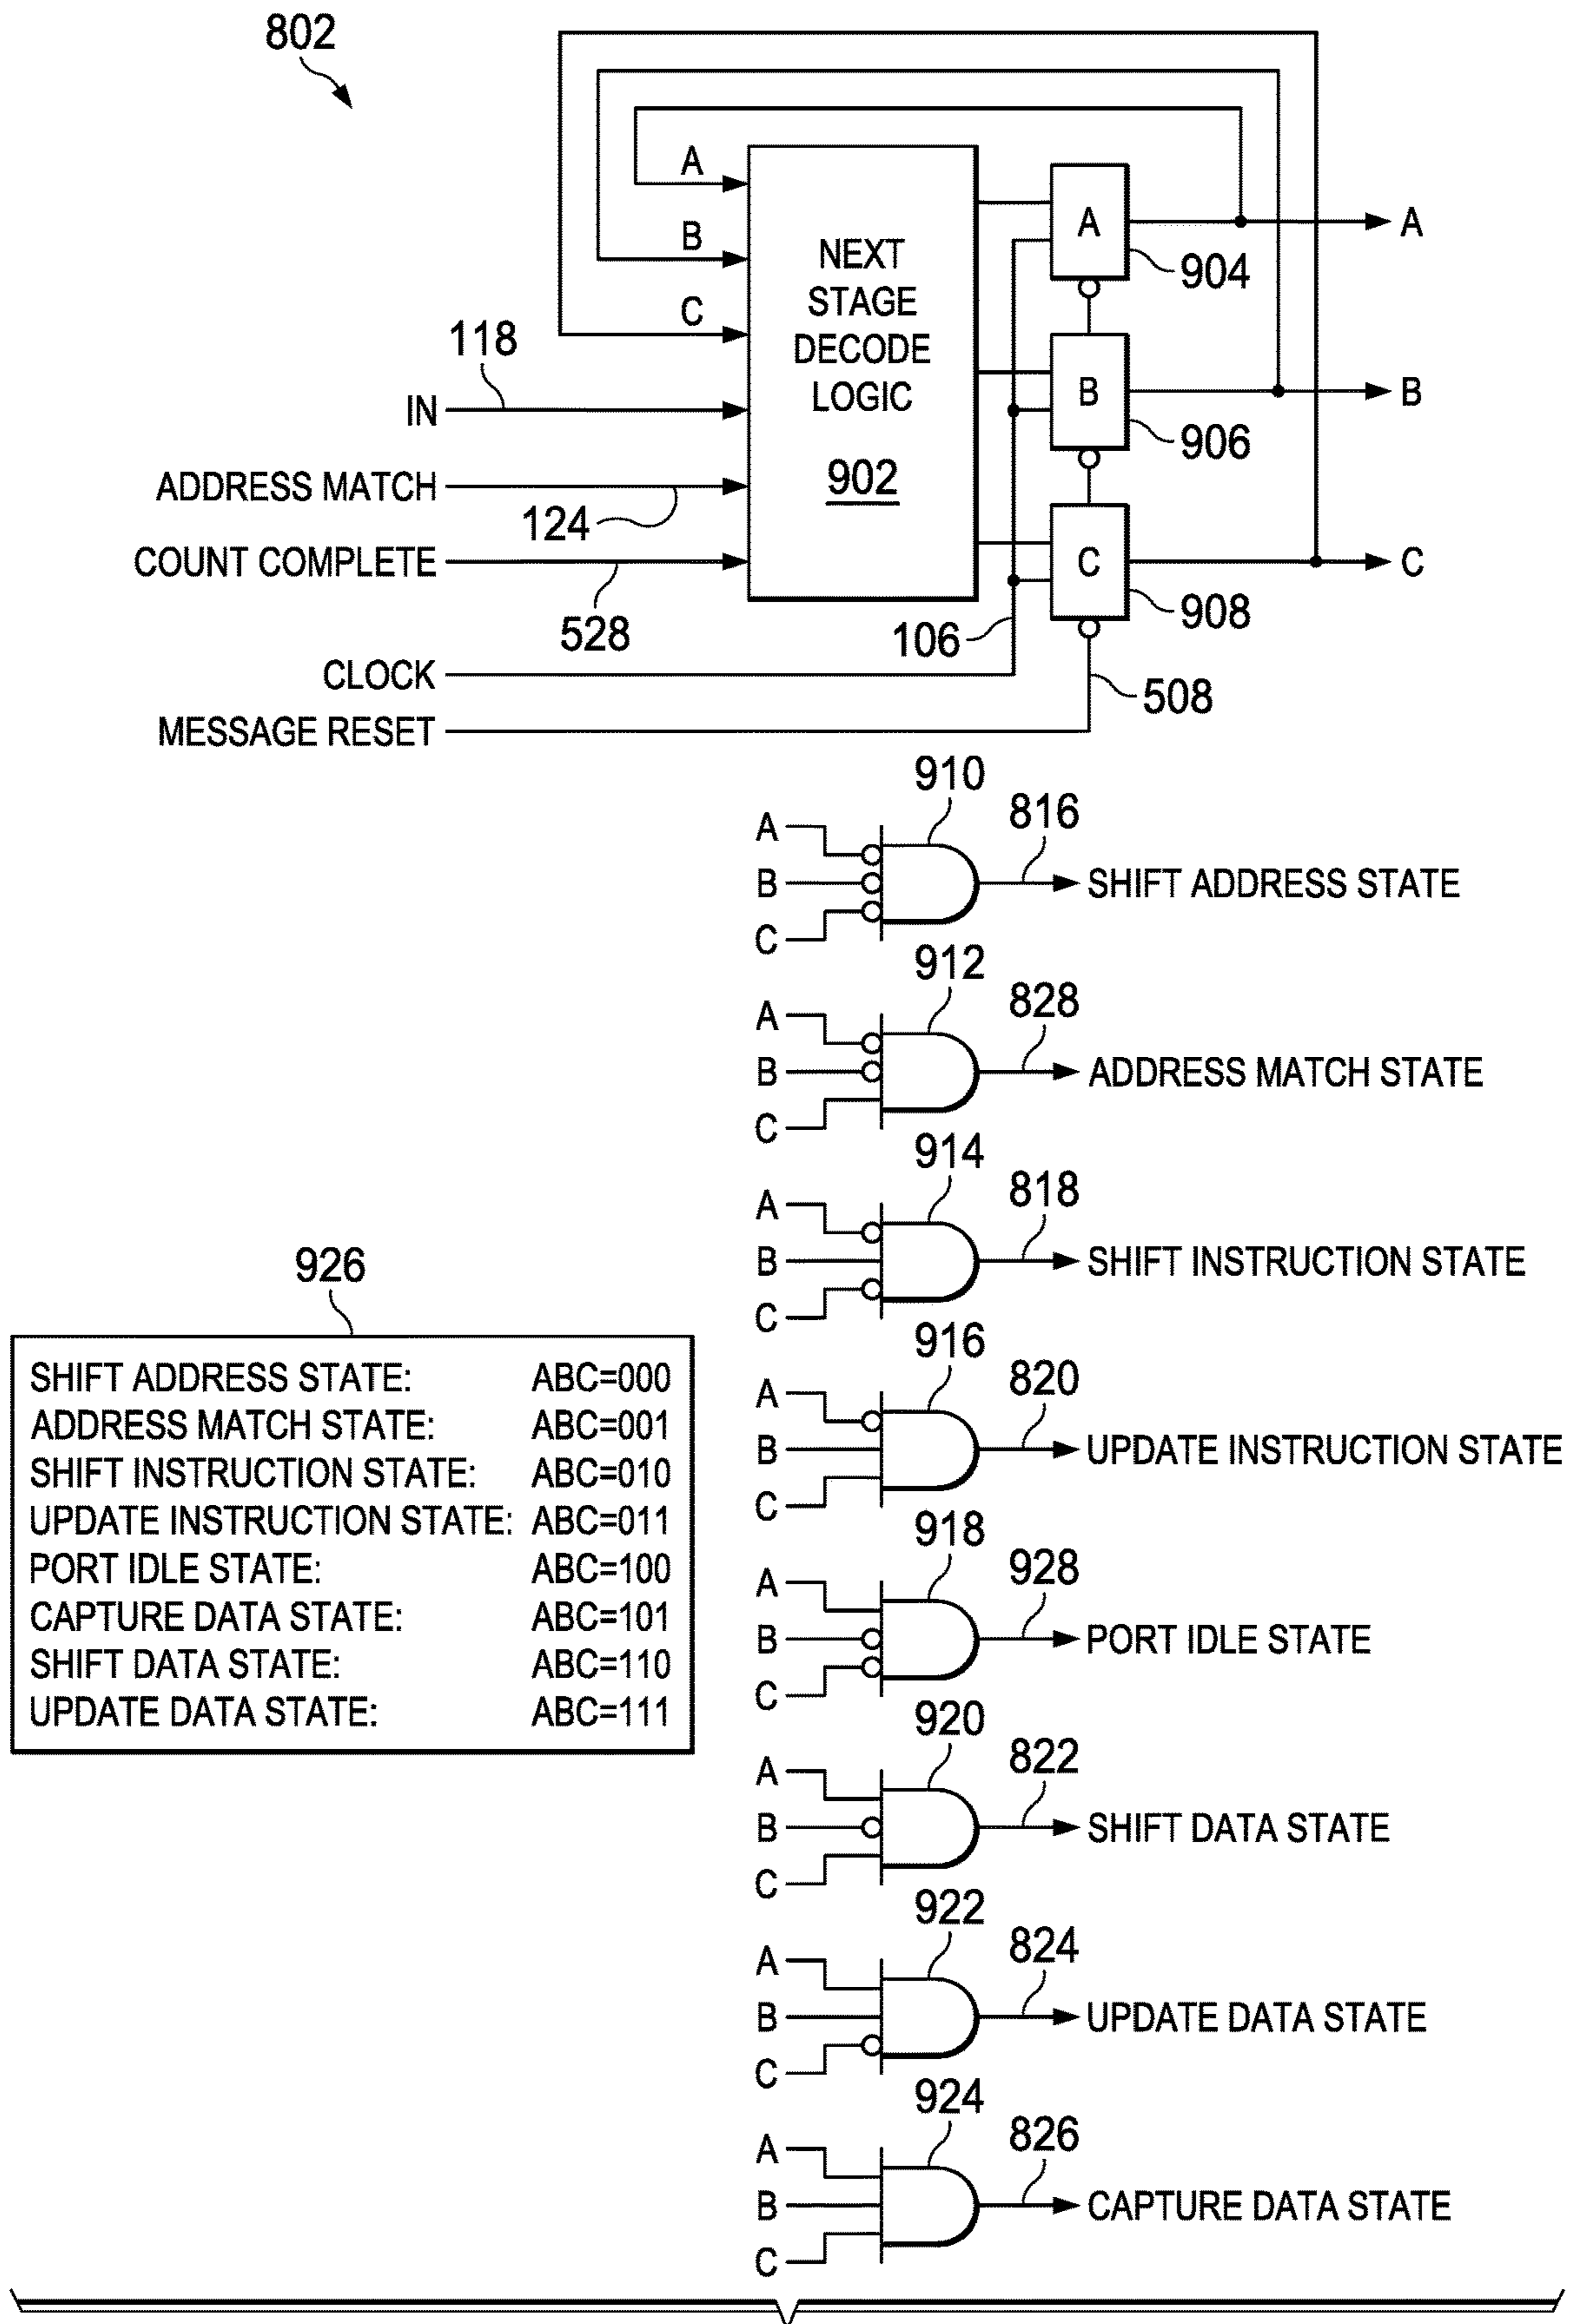 802
A
B
C
118
IN
ADDRESS MATCH
124
COUNT COMPLETE
528
CLOCK
MESSAGE RESET
NEXT
STAGE
DECODE
LOGIC
902
A
904
A
B
906
B
C
908
C
106
508
910
A
B
C
816
SHIFT ADDRESS STATE
912
A
B
C
828
ADDRESS MATCH STATE
914
A
B
C
818
SHIFT INSTRUCTION STATE
916
A
B
C
820
UPDATE INSTRUCTION STATE
918
A
B
C
928
PORT IDLE STATE
920
A
B
C
822
SHIFT DATA STATE
922
A
B
C
824
UPDATE DATA STATE
924
A
B
C
826
CAPTURE DATA STATE
926
SHIFT ADDRESS STATE: ABC=000
ADDRESS MATCH STATE: ABC=001
SHIFT INSTRUCTION STATE: ABC=010
UPDATE INSTRUCTION STATE: ABC=011
PORT IDLE STATE: ABC=100
CAPTURE DATA STATE: ABC=101
SHIFT DATA STATE: ABC=110
UPDATE DATA STATE: ABC=111